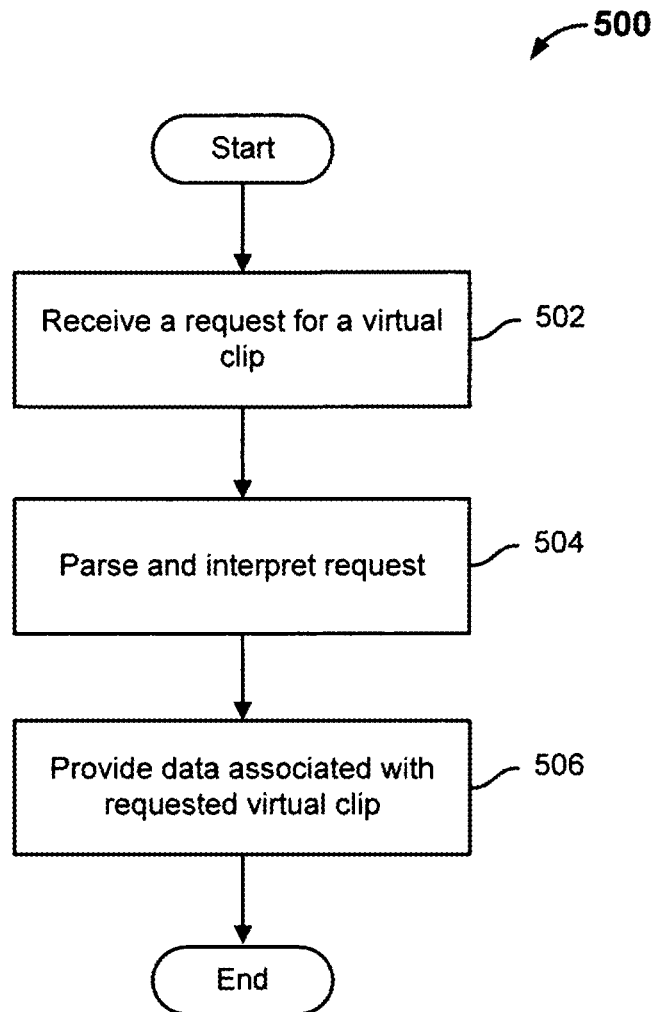 500
Start
Receive a request for a virtual
clip
502
Parse and interpret request
504
Provide data associated with
requested virtual clip
506
End